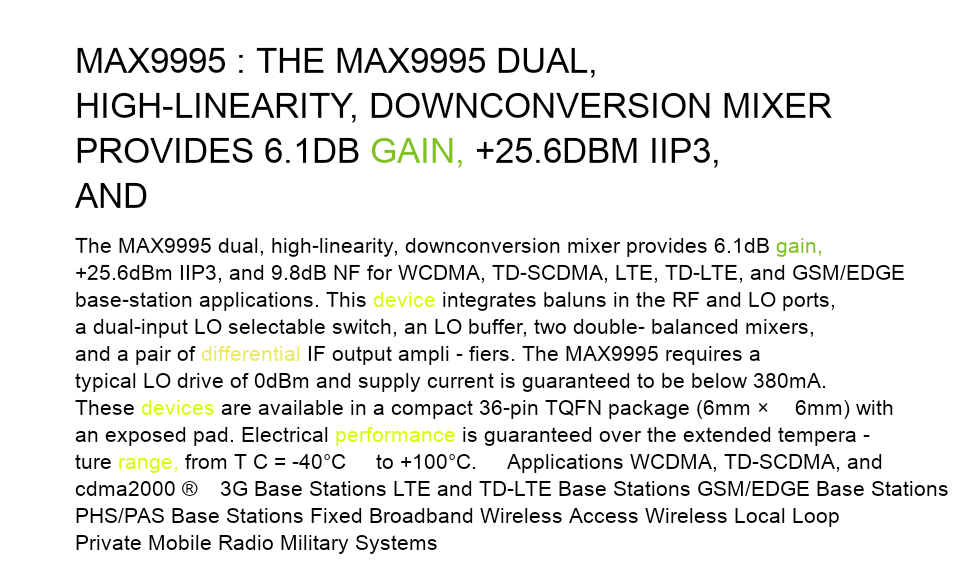 MAX9995 : THE MAX9995 DUAL,
HIGH-LINEARITY, DOWNCONVERSION MIXER
PROVIDES 6.1DB GAIN, +25.6DBM IIP3,
AND
The MAX9995 dual, high-linearity, downconversion mixer provides 6.1dB gain,
+25.6dBm IIP3, and 9.8dB NF for WCDMA, TD-SCDMA, LTE, TD-LTE, and GSM/EDGE
base-station applications. This device integrates baluns in the RF and LO ports,
a dual-input LO selectable switch, an LO buffer, two double- balanced mixers,
and a pair of differential IF output ampli - fiers. The MAX9995 requires a
typical LO drive of 0dBm and supply current is guaranteed to be below 380mA.
These devices are available in a compact 36-pin TQFN package (6mm × 6mm) with
an exposed pad. Electrical performance is guaranteed over the extended tempera -
ture range, from T C = -40°C to +100°C. Applications WCDMA, TD-SCDMA, and
cdma2000 ® 3G Base Stations LTE and TD-LTE Base Stations GSM/EDGE Base Stations
PHS/PAS Base Stations Fixed Broadband Wireless Access Wireless Local Loop
Private Mobile Radio Military Systems